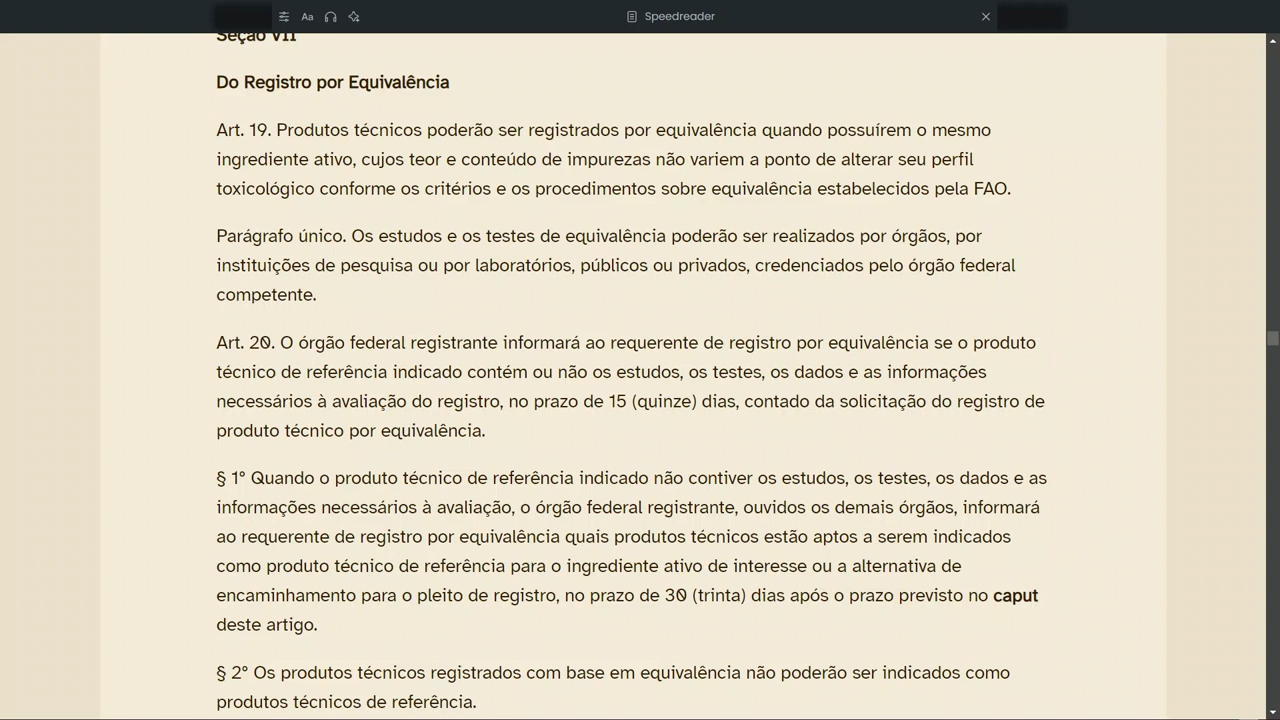 Aa
Speedreader
Seção VII
Do Registro por Equivalência
Art. 19. Produtos técnicos poderão ser registrados por equivalência quando possuírem o mesmo
ingrediente ativo, cujos teor e conteúdo de impurezas não variem a ponto de alterar seu perfil
toxicológico conforme os critérios e os procedimentos sobre equivalência estabelecidos pela FAO.
Parágrafo único. Os estudos e os testes de equivalência poderão ser realizados por órgãos, por
instituições de pesquisa ou por laboratórios, públicos ou privados, credenciados pelo órgão federal
competente.
Art. 20. O órgão federal registrante informará ao requerente de registro por equivalência se o produto
técnico de referência indicado contém ou não os estudos, os testes, os dados e as informações
necessários à avaliação do registro, no prazo de 15 (quinze) dias, contado da solicitação do registro de
produto técnico por equivalência.
§ 1º Quando o produto técnico de referência indicado não contiver os estudos, os testes, os dados e as
informações necessários à avaliação, o órgão federal registrante, ouvidos os demais órgãos, informará
ao requerente de registro por equivalência quais produtos técnicos estão aptos a serem indicados
como produto técnico de referência para o ingrediente ativo de interesse ou a alternativa de
encaminhamento para o pleito de registro, no prazo de 30 (trinta) dias após o prazo previsto no caput
deste artigo.
§ 2º Os produtos técnicos registrados com base em equivalência não poderão ser indicados como
produtos técnicos de referência.